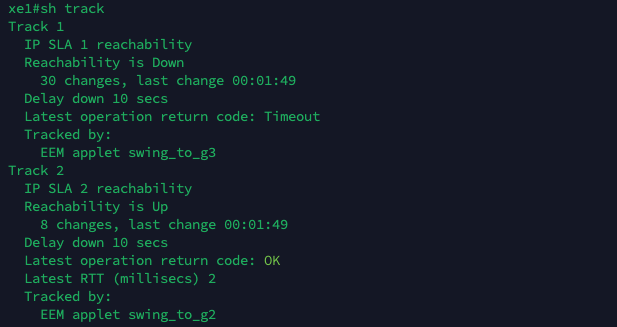 xe1#sh track
Track 1
IP SLA 1 reachability
Reachability is Down
30 changes, last change 00:01:49
Delay down 10 secs
Latest operation return code: Timeout
Tracked by:
EEM applet swing_to_g3
Track 2
IP SLA 2 reachability
Reachability is Up
8 changes, last change 00:01:49
Delay down 10 secs
Latest operation return code: OK
Latest RTT (millisecs) 2
Tracked by:
EEM applet swing_to_g2